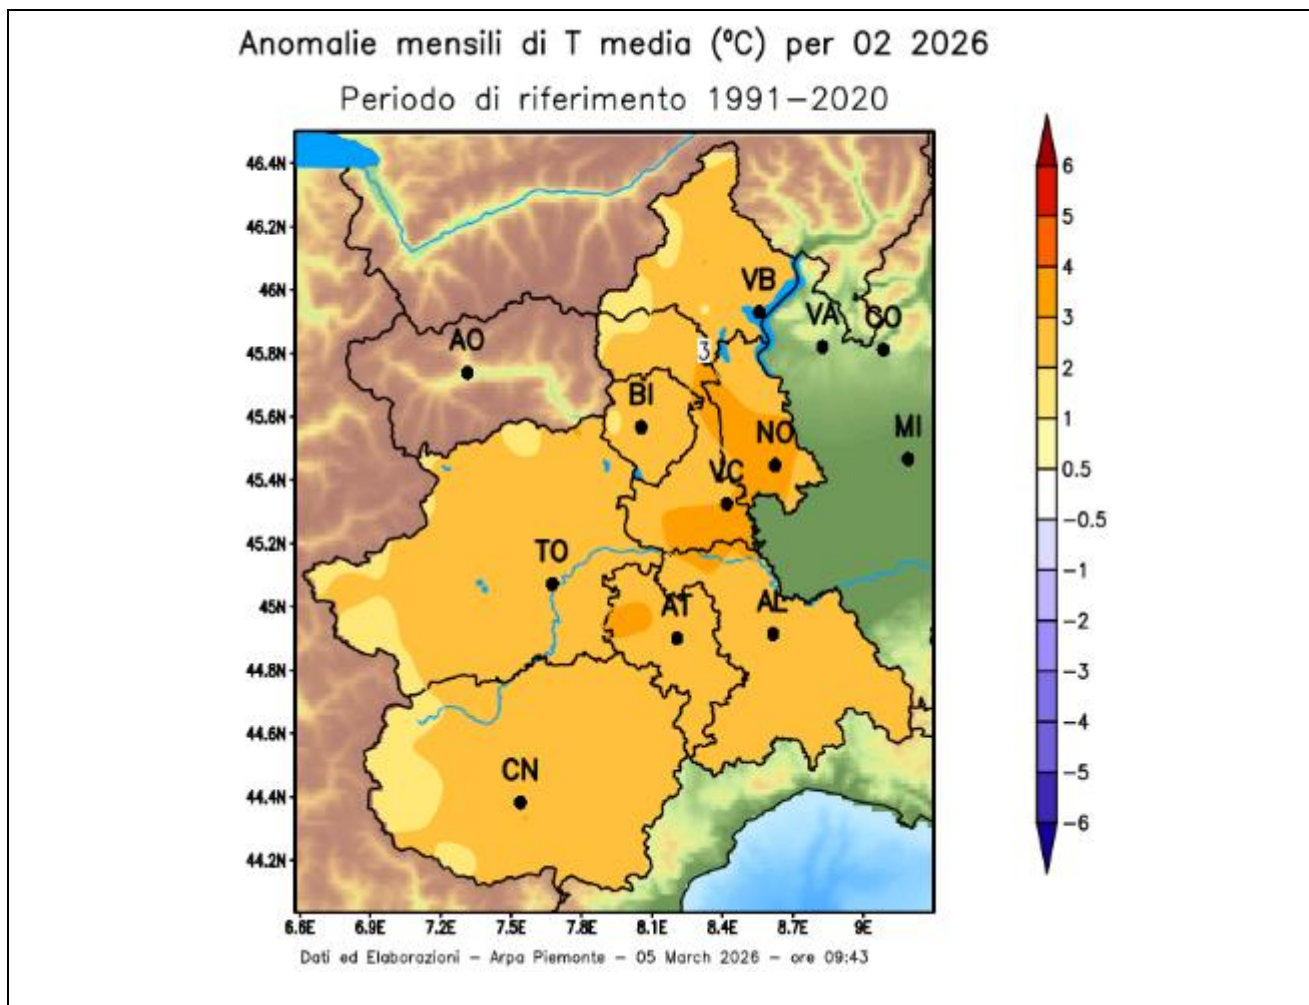 Anomalie mensili di T media (ºC) per 02 2026
Periodo di riferimento 1991-2020
46.4N
46.2N
46N
45.8N
45.6N
45.4N
45.2N
45N
44.8N
44.6N
44.4N
44.2N
VB
VA
CO
AO
3
BI
NO
MI
VC
TO
AT
AL
CN
6
5
4
3
2
1
0.5
-0.5
-1
-2
-3
-4
-5
-6
6.6E 6.9E 7.2E 7.5E 7.8E 8.1E 8.4E 8.7E 9E
Dati ed Elaborazioni - Arpa Piemonte - 05 March 2026 - ore 09:43